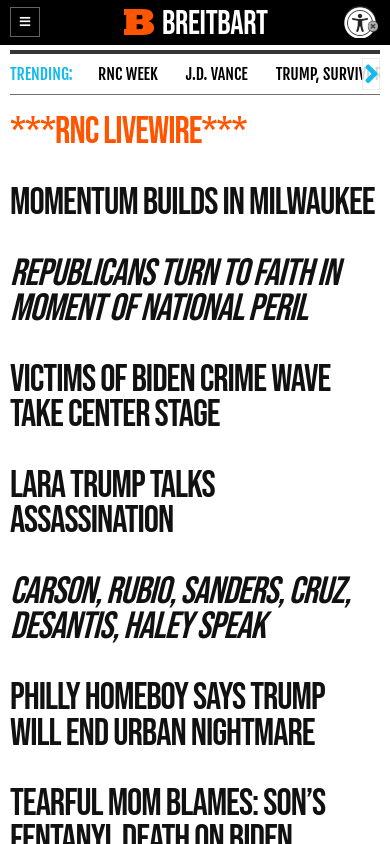 BREITBART
TRENDING: RNC WEEK J.D. VANCE TRUMP, SURVIV
***RNC LIVEWIRE***
MOMENTUM BUILDS IN MILWAUKEE
REPUBLICANS TURN TO FAITH IN
MOMENT OF NATIONAL PERIL
VICTIMS OF BIDEN CRIME WAVE
TAKE CENTER STAGE
LARA TRUMP TALKS
ASSASSINATION
CARSON, RUBIO, SANDERS, CRUZ,
DESANTIS, HALEY SPEAK
PHILLY HOMEBOY SAYS TRUMP
WILL END URBAN NIGHTMARE
TEARFUL MOM BLAMES: SON'S
FENTANYL DEATH ON BIDEN